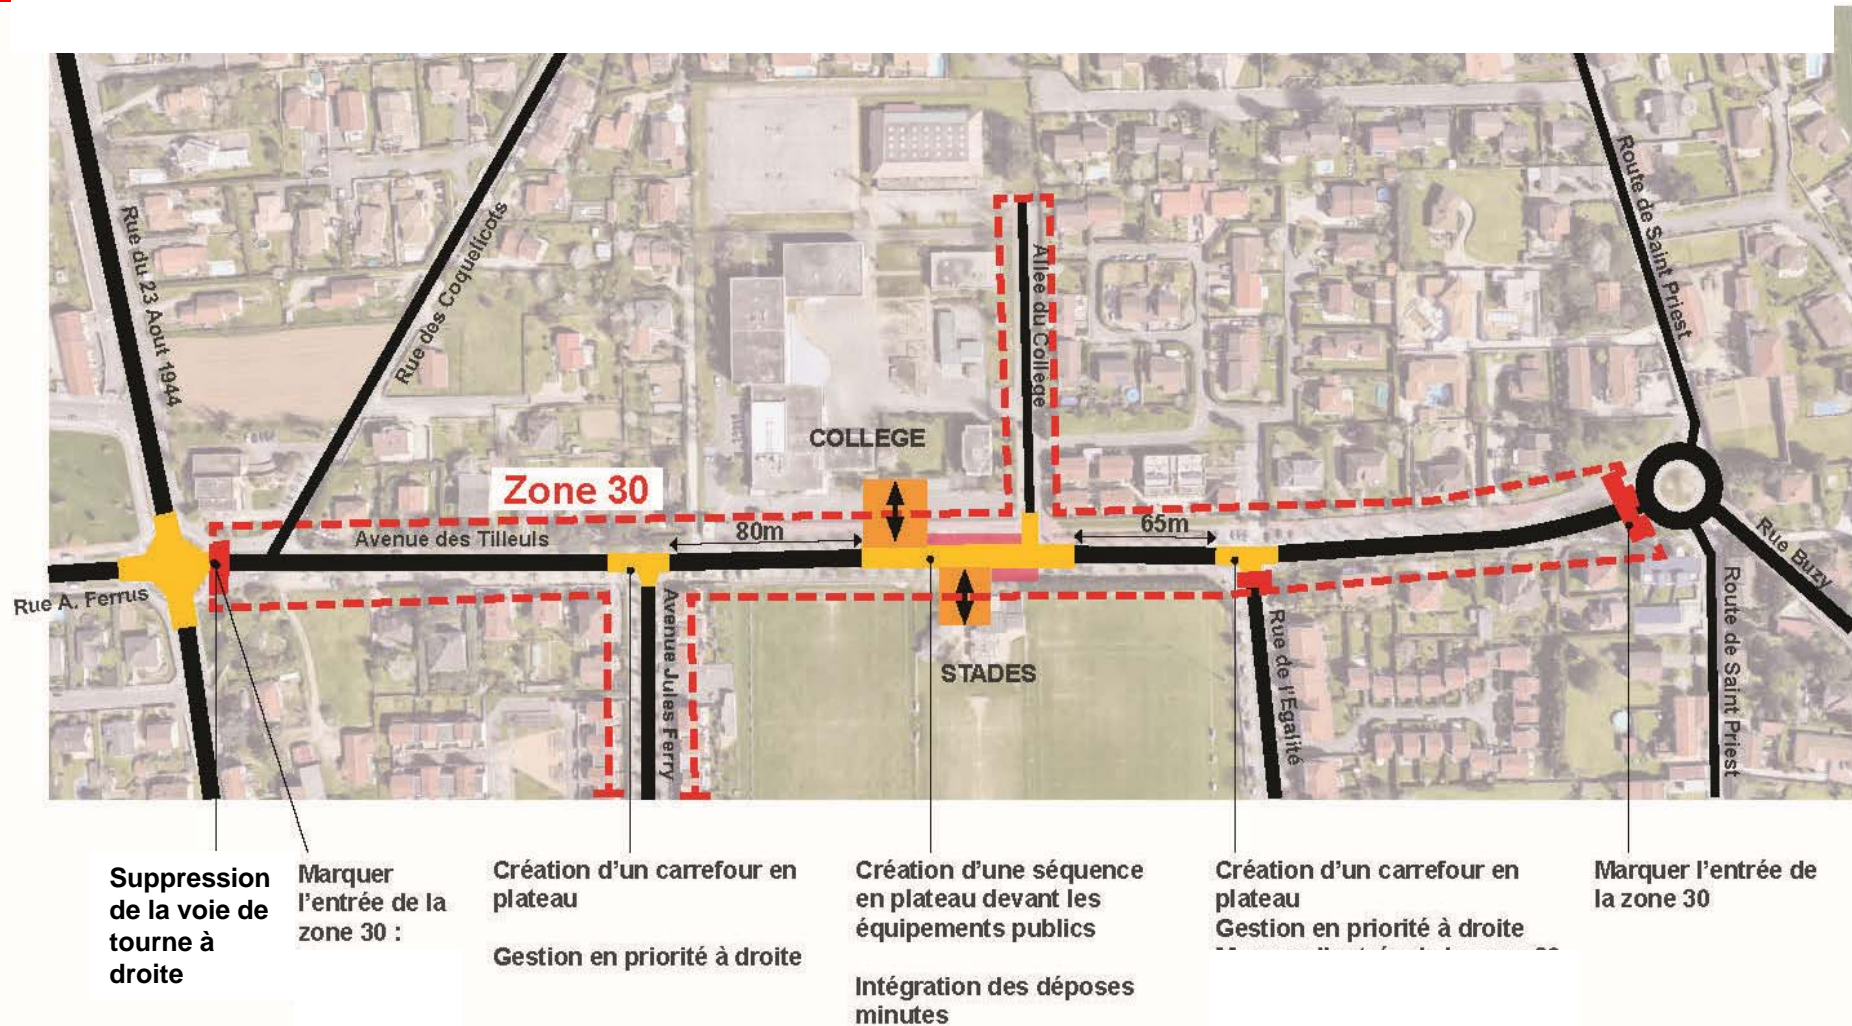 Route de Saint Priest
Rue du 23 Aout 1944
Rue des Coquelicots
Allée du Collège
COLLEGE
Zone 30
80m
65m
Avenue des Tilleuls
Rue Buzy
Rue A. Ferrus
Avenue Jules Ferry
STADES
Rue de l'Egalité
Route de Saint Priest
Suppression
de la voie de
tourne à
droite
Marquer
l'entrée de la
zone 30 :
Création d'un carrefour en
plateau
Gestion en priorité à droite
Création d'une séquence
en plateau devant les
équipements publics
Intégration des déposes
minutes
Création d'un carrefour en
plateau
Gestion en priorité à droite
Marquer l'entrée de
la zone 30